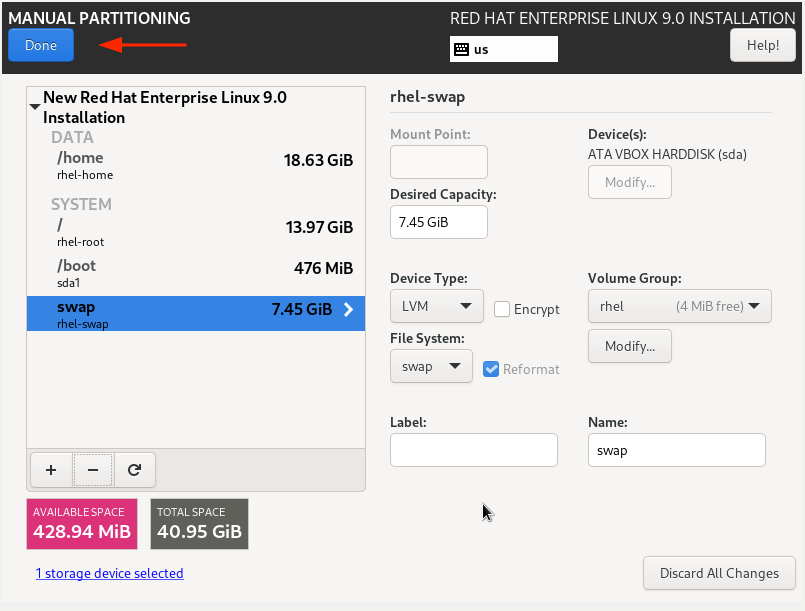 MANUAL PARTITIONING
RED HAT ENTERPRISE LINUX 9.0 INSTALLATION
Done
us
Help!
New Red Hat Enterprise Linux 9.0
Installation
DATA
/home
18.63 GiB
rhel-home
SYSTEM
/
13.97 GiB
rhel-root
/boot
476 MiB
sda1
swap
7.45 GiB
rhel-swap
+
−
AVAILABLE SPACE
428.94 MiB
TOTAL SPACE
40.95 GiB
1 storage device selected
rhel-swap
Mount Point:
Device(s):
ATA VBOX HARDDISK (sda)
Modify...
Desired Capacity:
7.45 GiB
Device Type:
Volume Group:
LVM
Encrypt
rhel (4 MiB free)
File System:
Modify...
swap
Reformat
Label:
Name:
swap
Discard All Changes